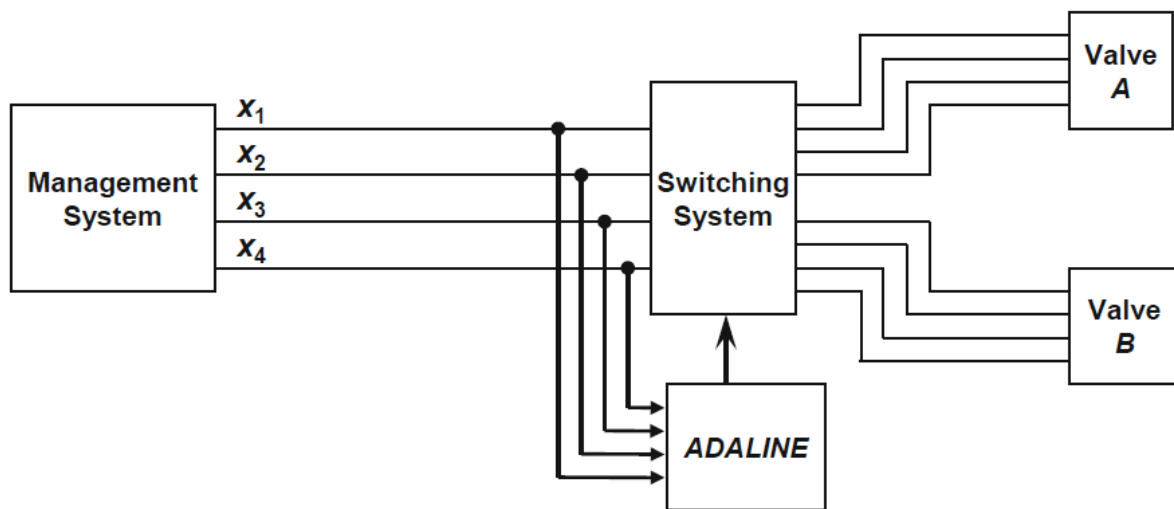 Management
System
x1
x2
x3
x4
Switching
System
ADALINE
Valve
A
Valve
B